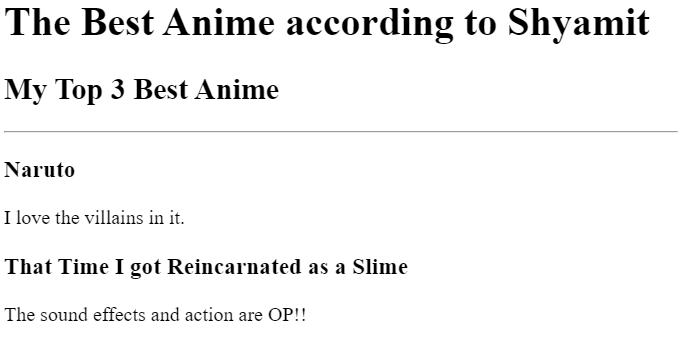 The Best Anime according to Shyamit
My Top 3 Best Anime
Naruto
I love the villains in it.
That Time I got Reincarnated as a Slime
The sound effects and action are OP!!